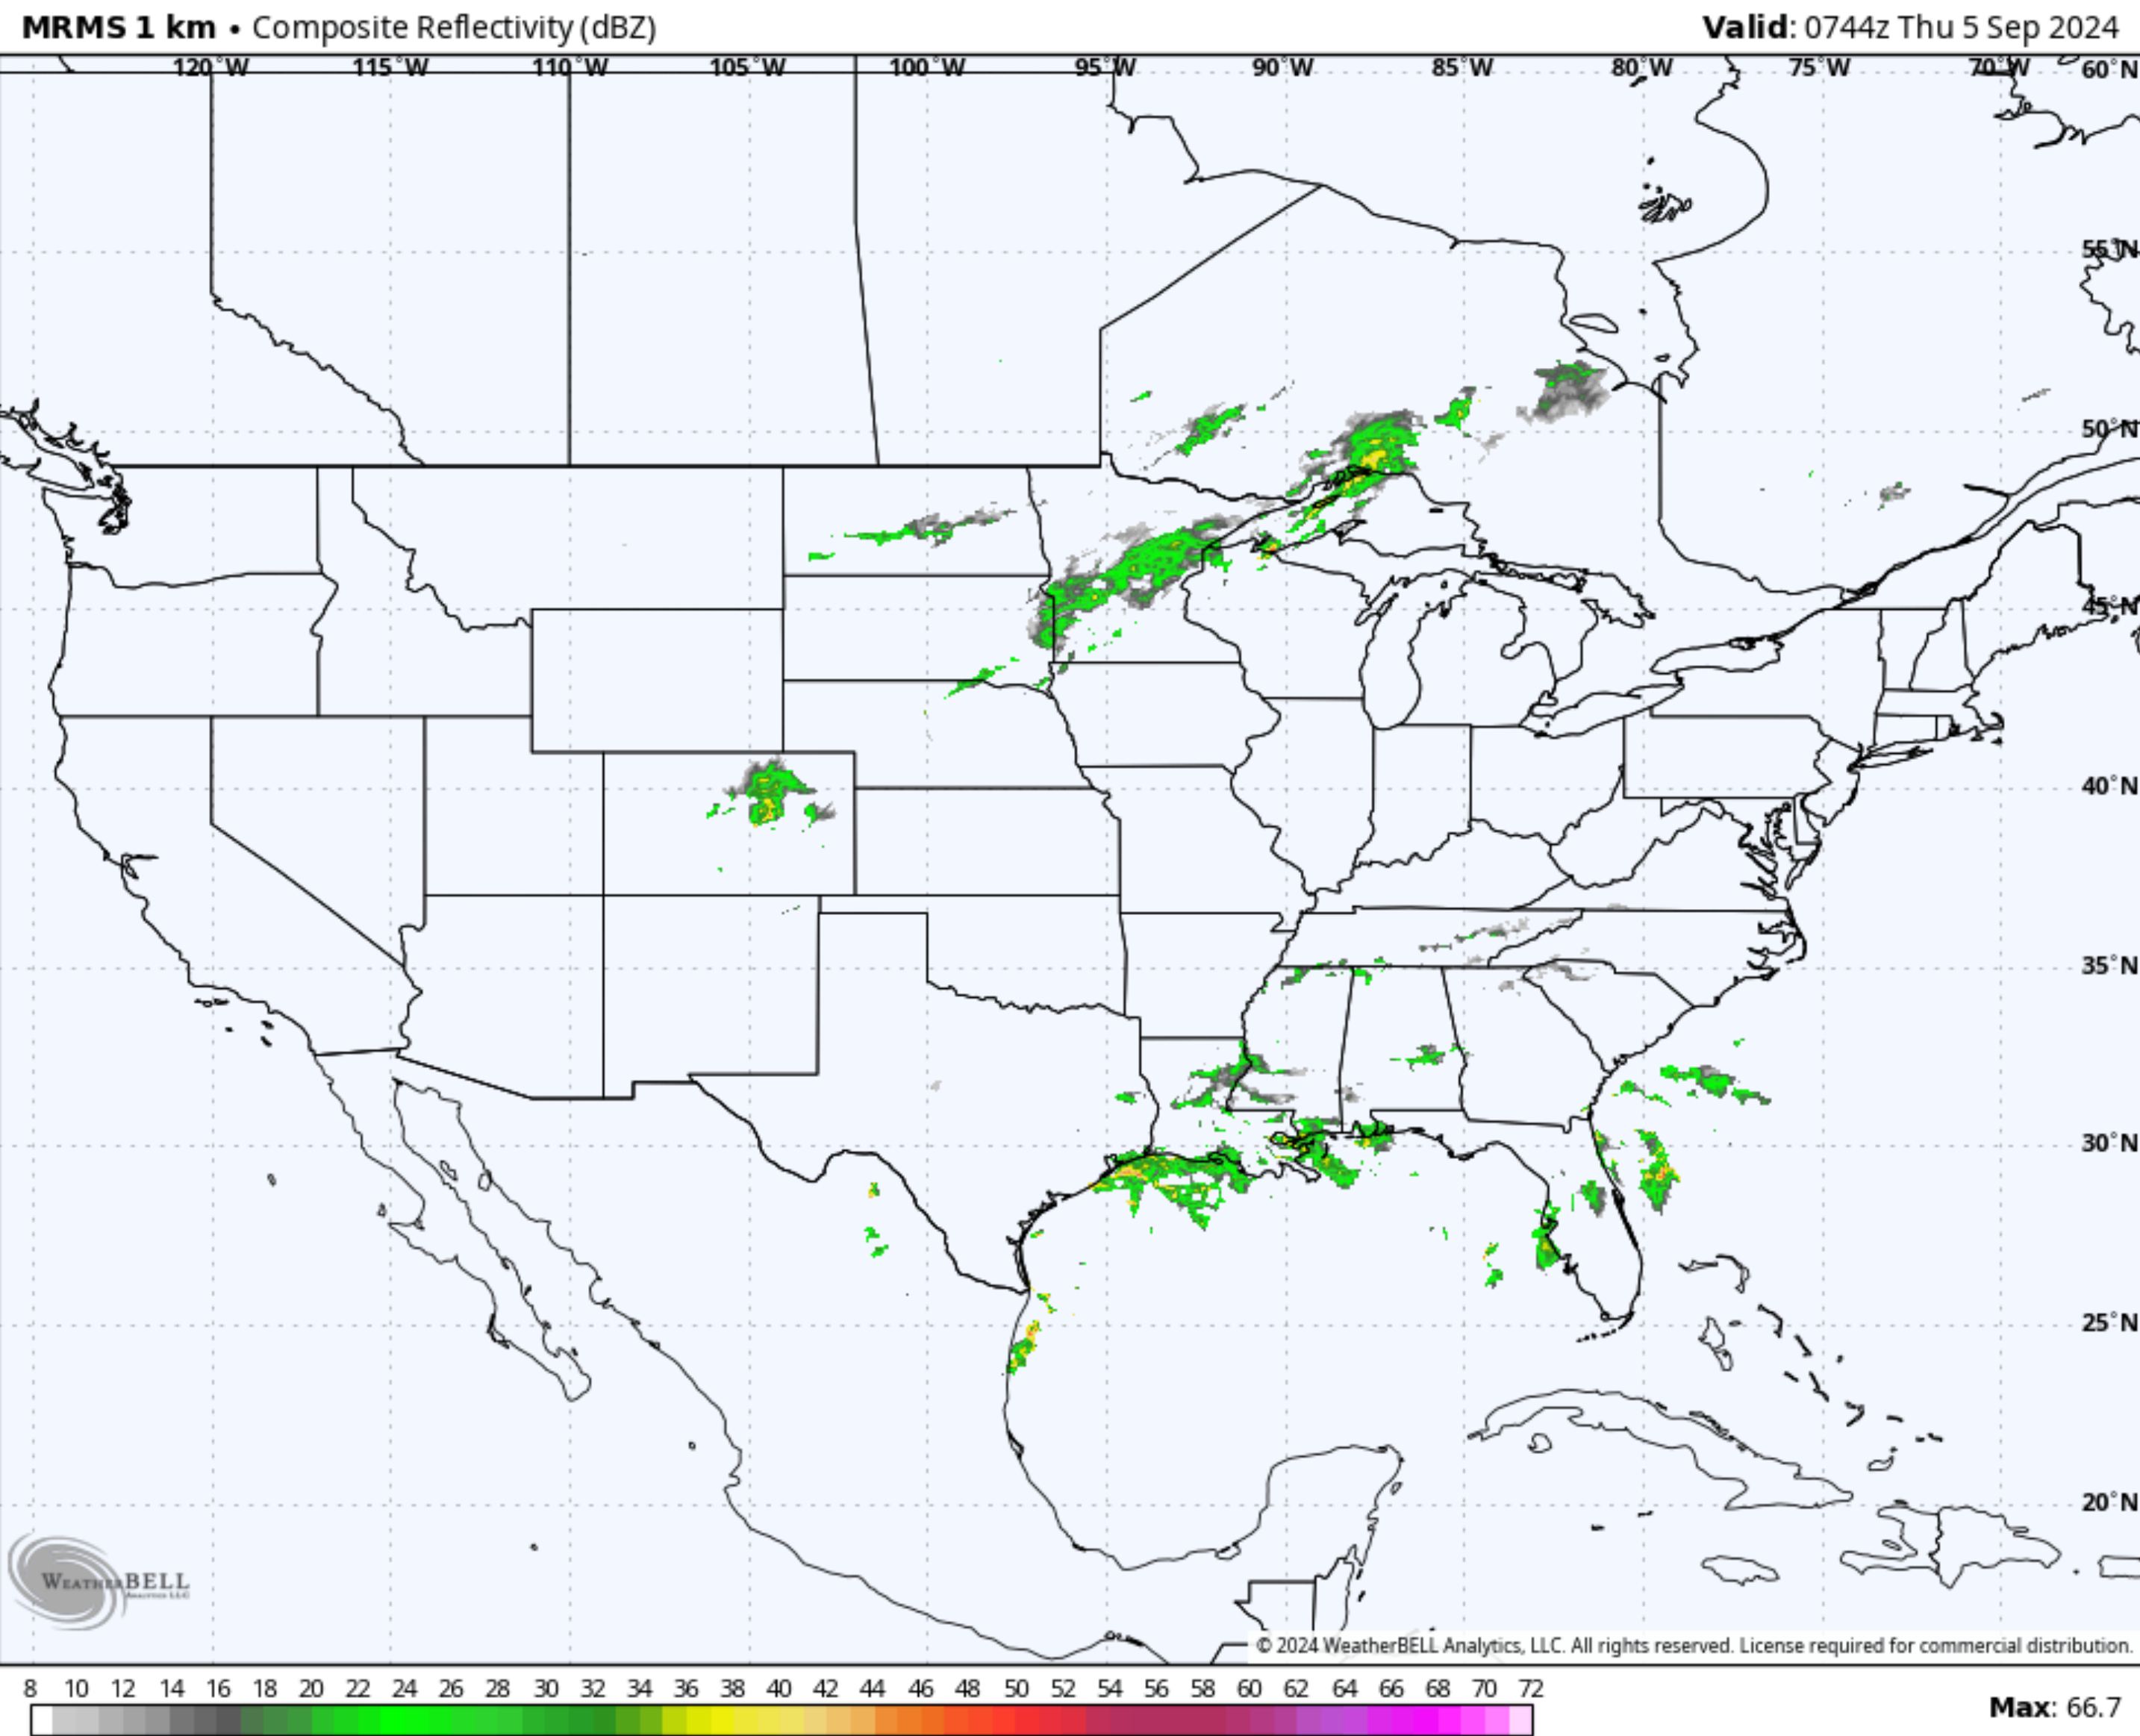 MRMS 1 km • Composite Reflectivity (dBZ) Valid: 0744z Thu 5 Sep 2024
120°W 115°W 110°W 105°W 100°W 95°W 90°W 85°W 80°W 75°W 70°W 60°N
55°N
50°N
45°N
40°N
35°N
30°N
25°N
20°N
WEATHERBELL
ANALYTICS LLC
© 2024 WeatherBELL Analytics, LLC. All rights reserved. License required for commercial distribution.
8 10 12 14 16 18 20 22 24 26 28 30 32 34 36 38 40 42 44 46 48 50 52 54 56 58 60 62 64 66 68 70 72
Max: 66.7